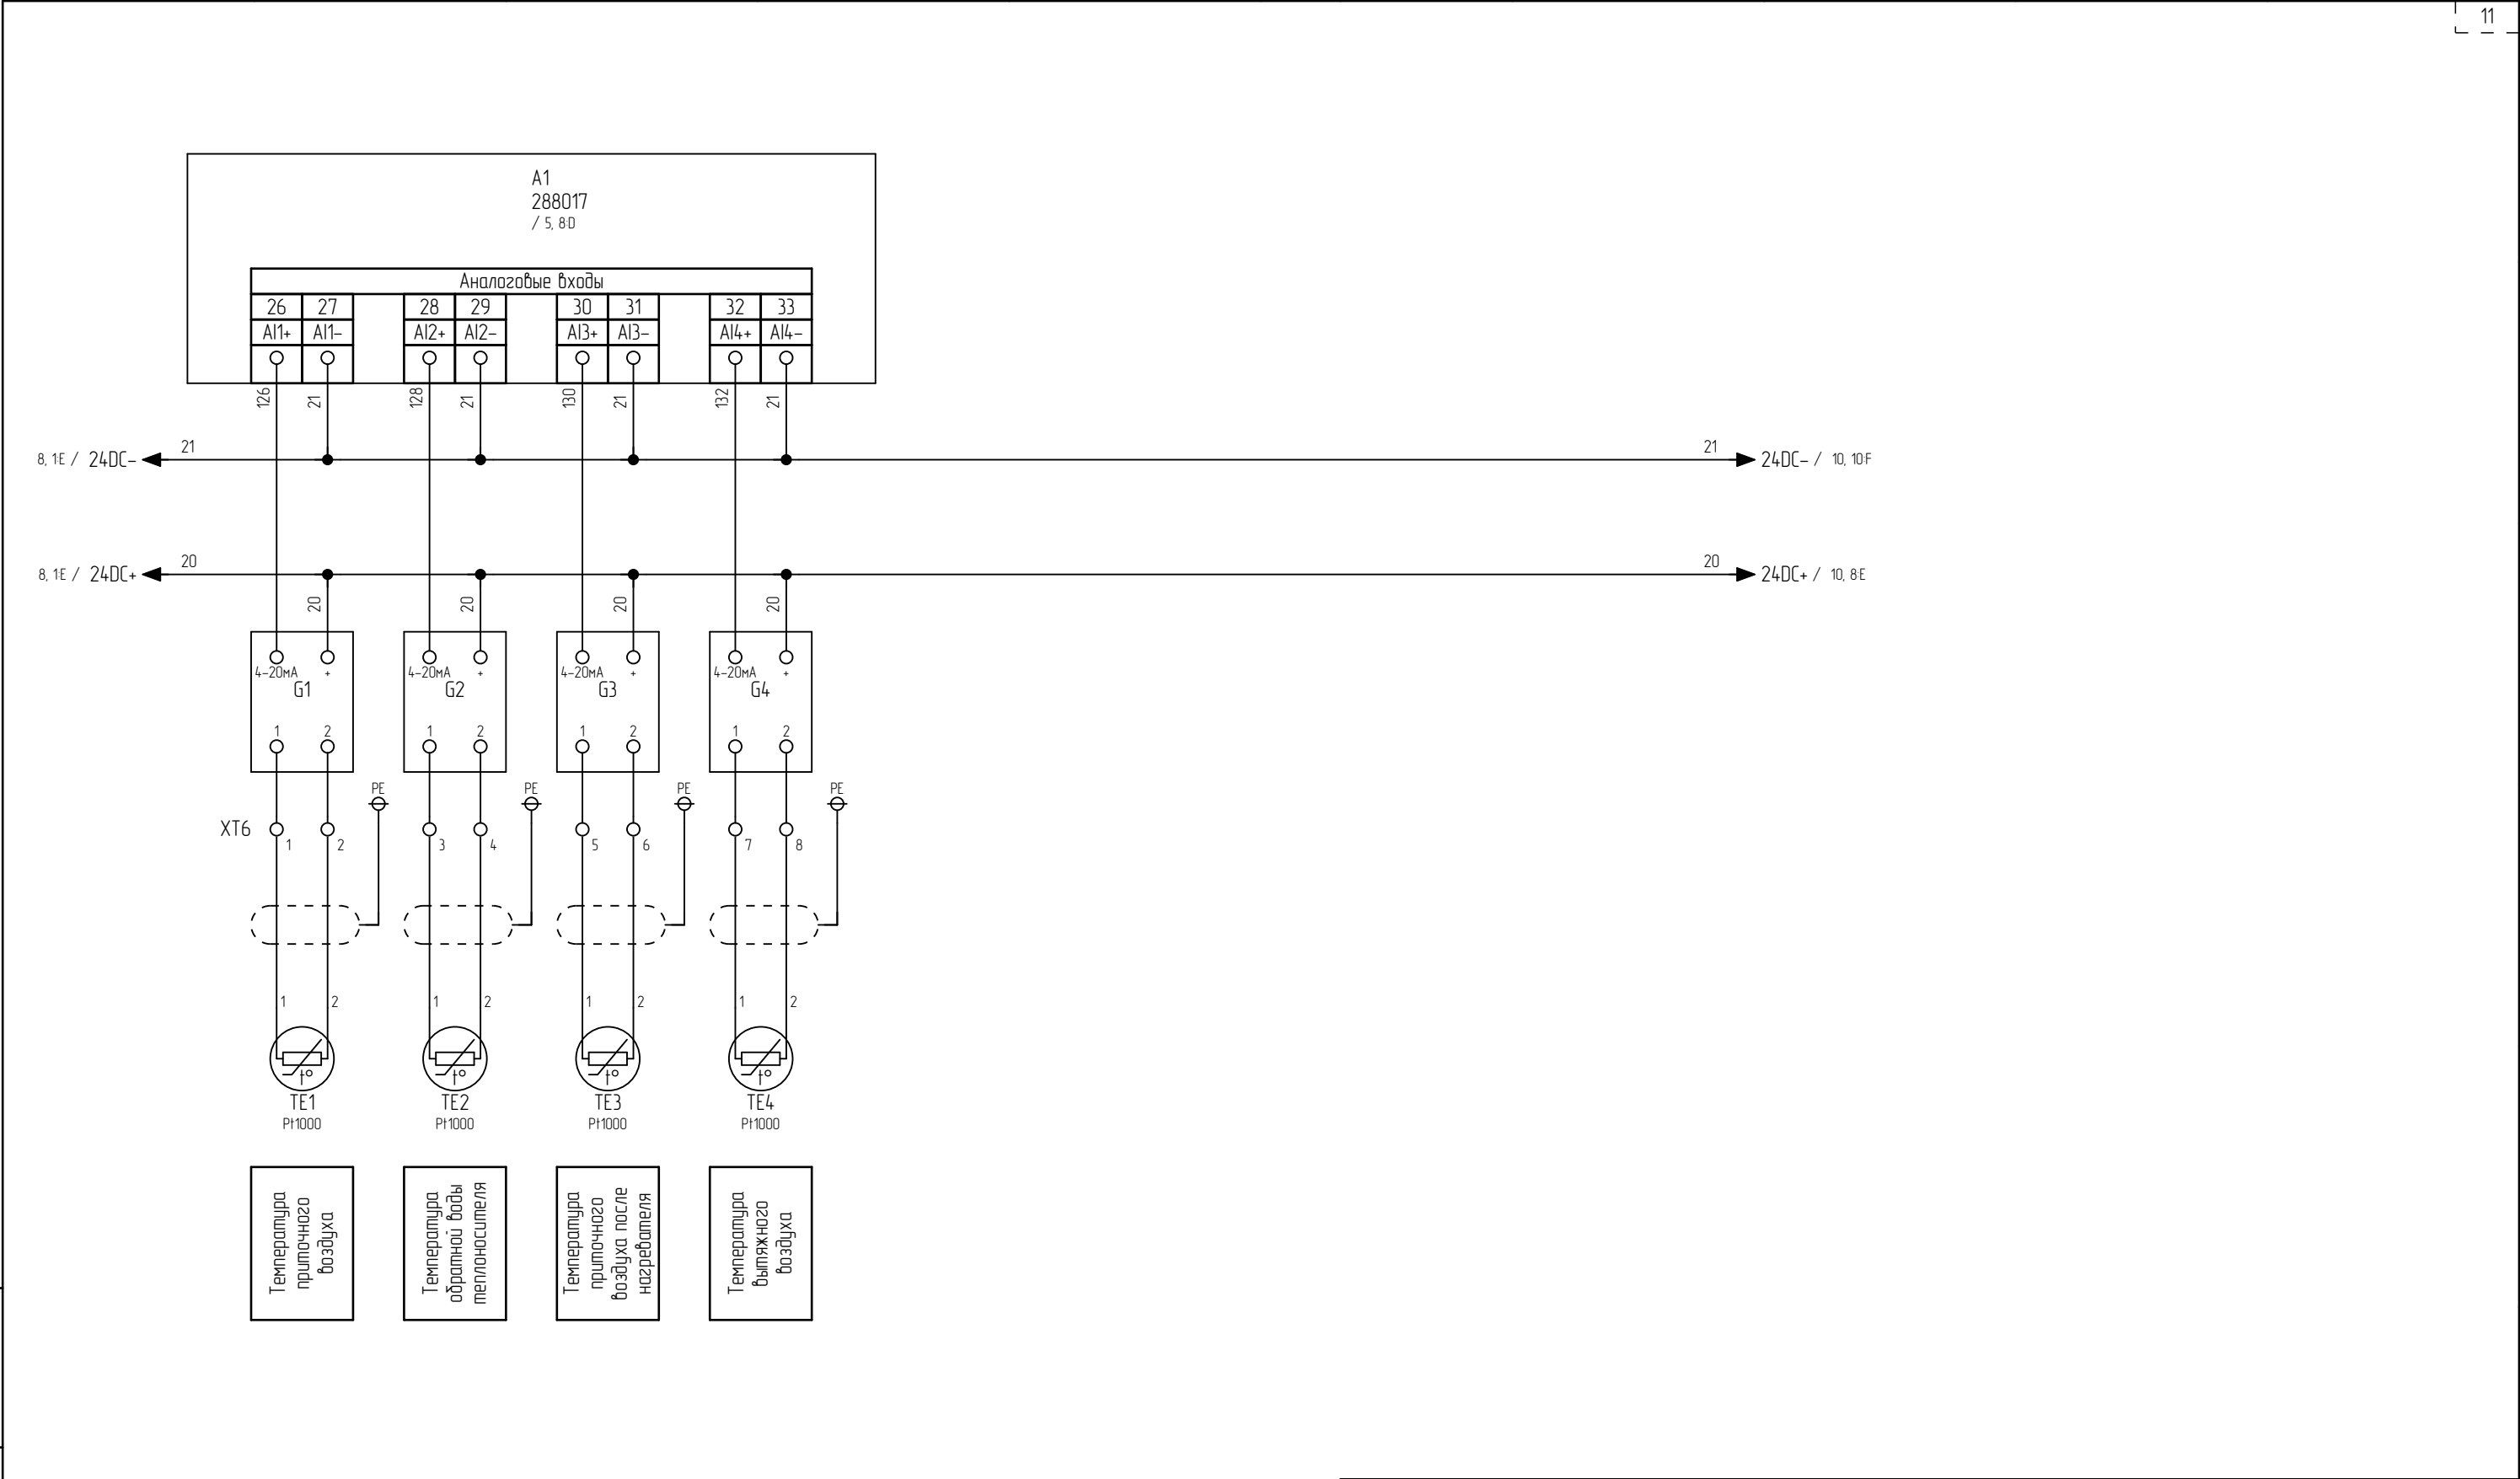 11
A1
288017
/ 5, 8:D
Аналоговые входы
26 27 28 29 30 31 32 33
AI1+ AI1– AI2+ AI2– AI3+ AI3– AI4+ AI4–
126 21 128 21 130 21 132 21
8, 1:E / 24DC– 21 21 24DC– / 10, 10:F
8, 1:E / 24DC+ 20 20 24DC+ / 10, 8:E
20 20 20 20
4–20мА + 4–20мА + 4–20мА + 4–20мА +
G1 G2 G3 G4
1 2 1 2 1 2 1 2
PE PE PE PE
XT6
1 2 3 4 5 6 7 8
1 2 1 2 1 2 1 2
t° t° t° t°
TE1 TE2 TE3 TE4
Pt1000 Pt1000 Pt1000 Pt1000
Температура
приточного
воздуха
Температура
обратной воды
теплоносителя
Температура
приточного
воздуха после
нагревателя
Температура
вытяжного
воздуха